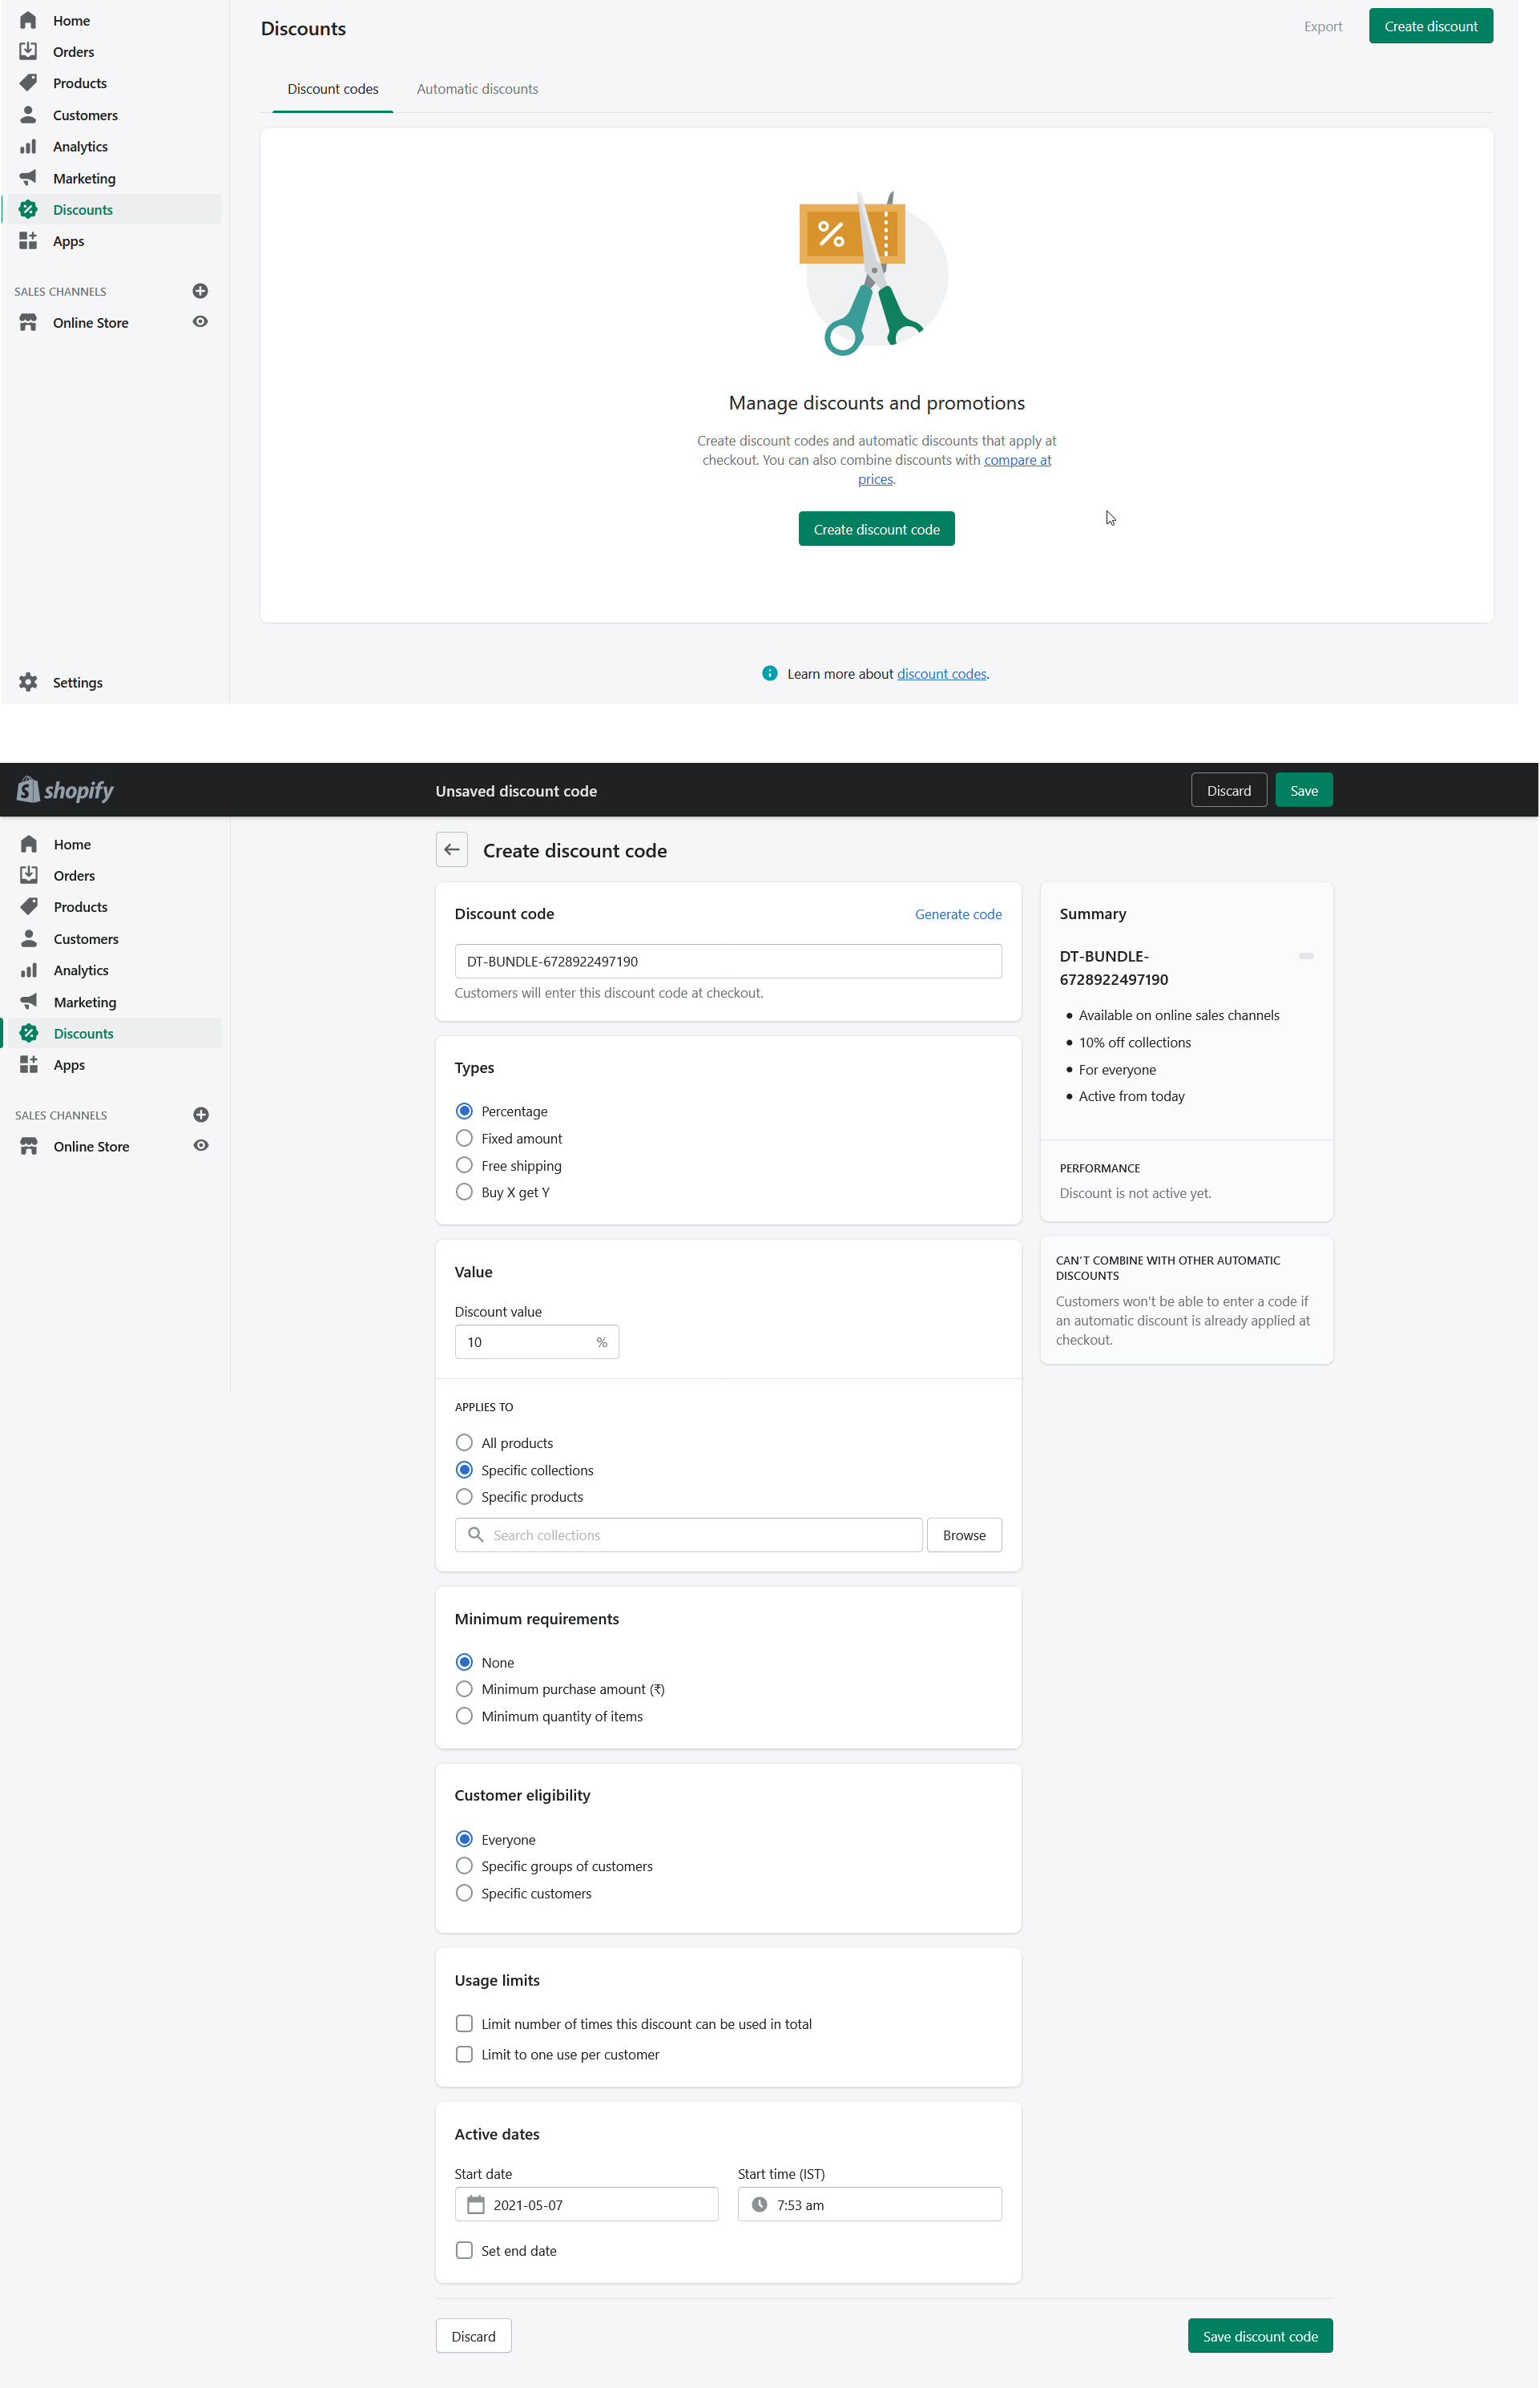 Home
Orders
Products
Customers
Analytics
Marketing
Discounts
Apps
SALES CHANNELS
Online Store
Settings
Discounts
Export
Create discount
Discount codes
Automatic discounts
%
Manage discounts and promotions
Create discount codes and automatic discounts that apply at
checkout. You can also combine discounts with compare at
prices.
Create discount code
Learn more about discount codes.
shopify
Unsaved discount code
Discard
Save
Home
Orders
Products
Customers
Analytics
Marketing
Discounts
Apps
SALES CHANNELS
Online Store
Create discount code
Discount code
Generate code
DT-BUNDLE-6728922497190
Customers will enter this discount code at checkout.
Types
Percentage
Fixed amount
Free shipping
Buy X get Y
Value
Discount value
10 %
APPLIES TO
All products
Specific collections
Specific products
Search collections
Browse
Minimum requirements
None
Minimum purchase amount (₹)
Minimum quantity of items
Customer eligibility
Everyone
Specific groups of customers
Specific customers
Usage limits
Limit number of times this discount can be used in total
Limit to one use per customer
Active dates
Start date
Start time (IST)
2021-05-07
7:53 am
Set end date
Discard
Save discount code
Summary
DT-BUNDLE-
6728922497190
Available on online sales channels
10% off collections
For everyone
Active from today
PERFORMANCE
Discount is not active yet.
CAN'T COMBINE WITH OTHER AUTOMATIC
DISCOUNTS
Customers won't be able to enter a code if
an automatic discount is already applied at
checkout.